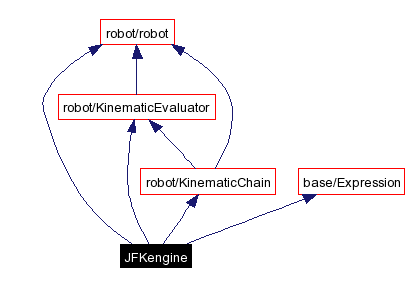 robot/robot
robot/KinematicEvaluator
robot/KinematicChain
base/Expression
JFKengine